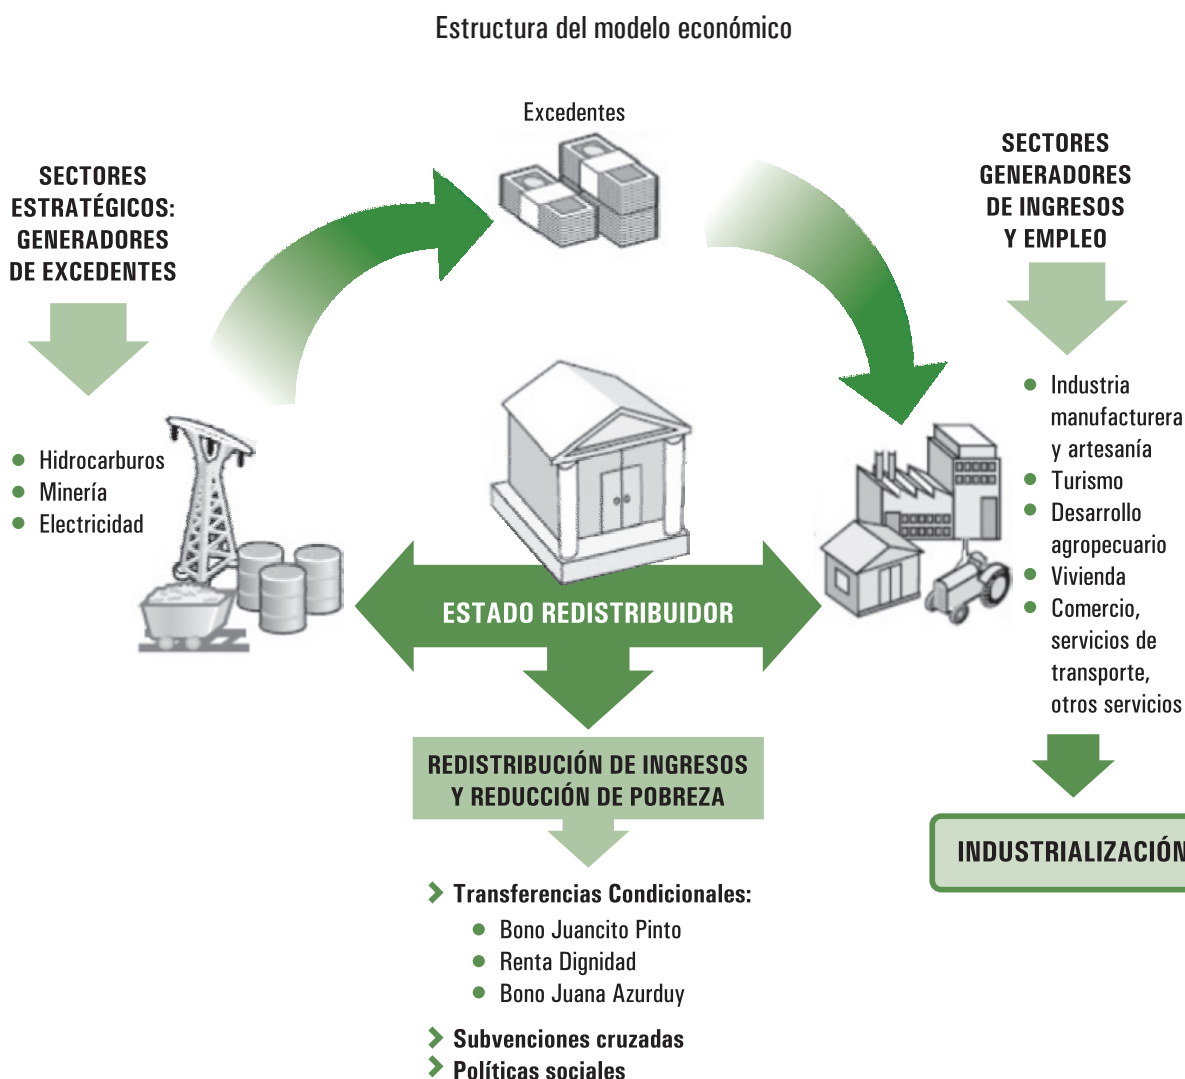 Estructura del modelo económico
Excedentes
SECTORES
ESTRATÉGICOS:
GENERADORES
DE EXCEDENTES
Hidrocarburos
Minería
Electricidad
SECTORES
GENERADORES
DE INGRESOS
Y EMPLEO
Industria
manufacturera
y artesanía
Turismo
Desarrollo
agropecuario
Vivienda
Comercio,
servicios de
transporte,
otros servicios
INDUSTRIALIZACIÓN
ESTADO REDISTRIBUIDOR
REDISTRIBUCIÓN DE INGRESOS
Y REDUCCIÓN DE POBREZA
Transferencias Condicionales:
Bono Juancito Pinto
Renta Dignidad
Bono Juana Azurduy
Subvenciones cruzadas
Políticas sociales